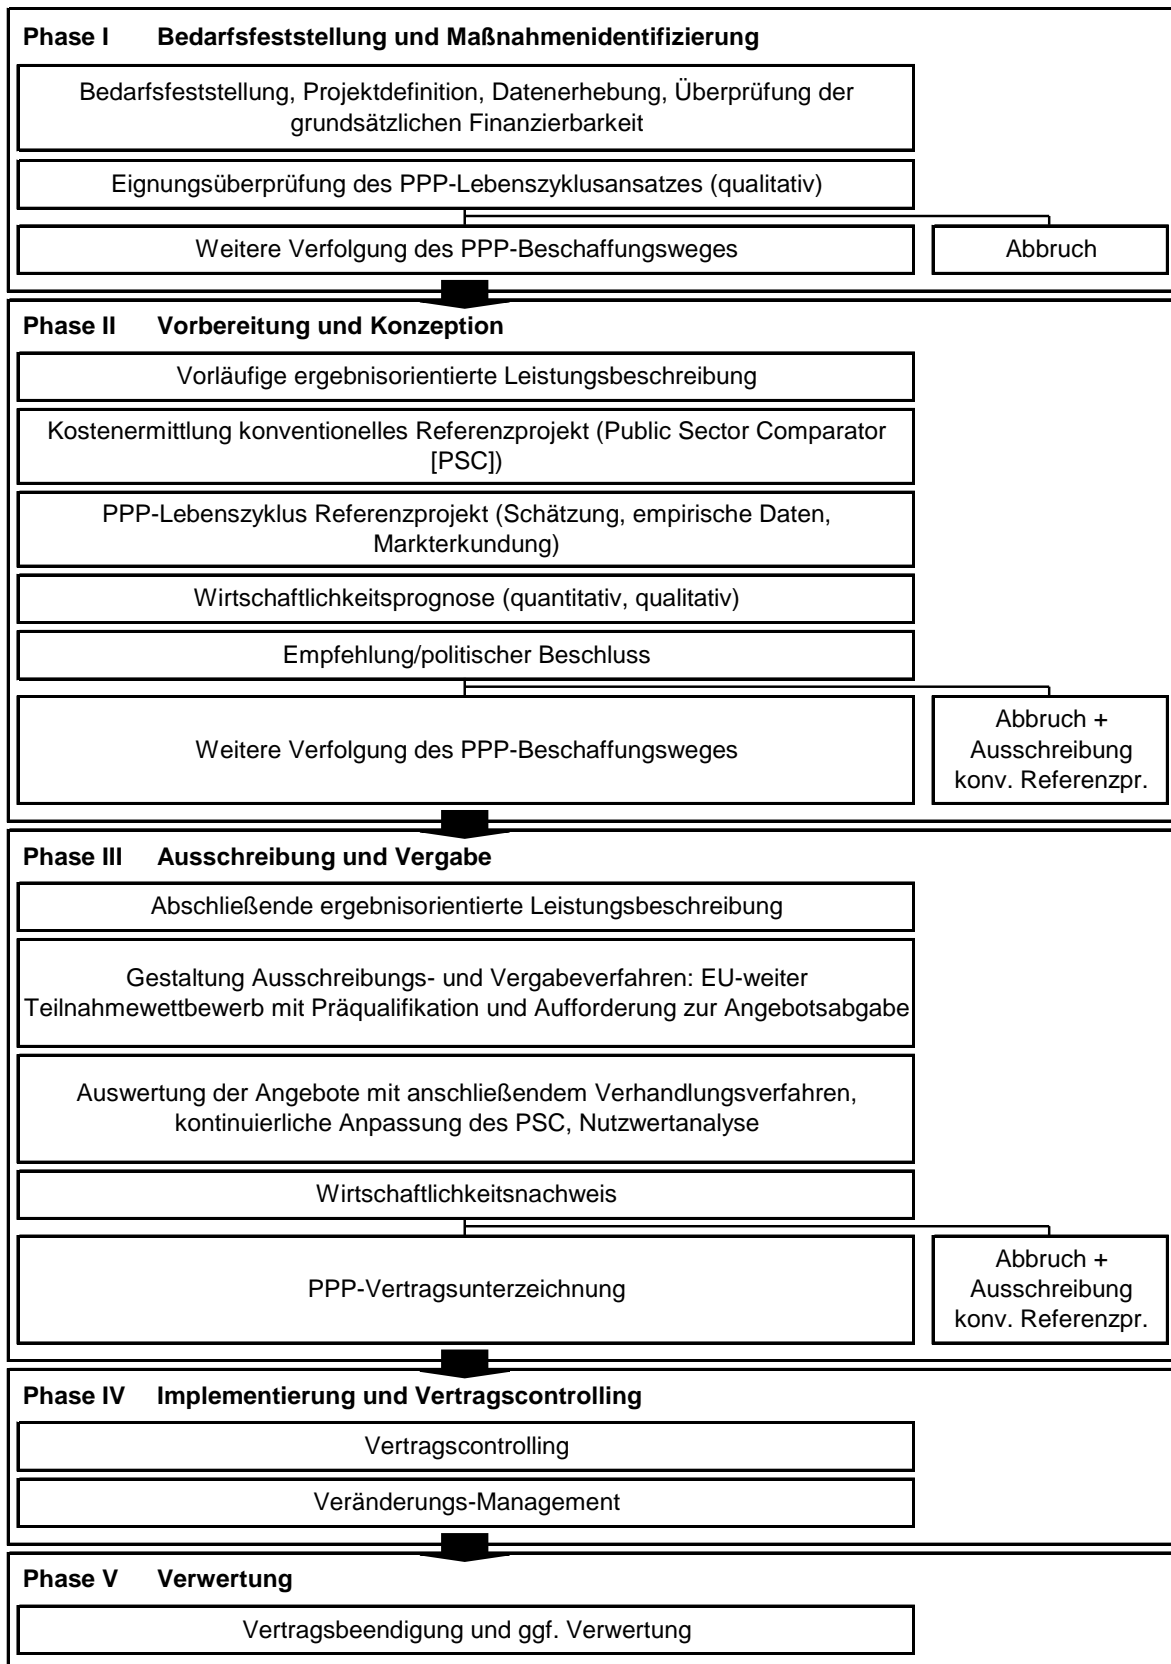 Phase I Bedarfsfeststellung und Maßnahmenidentifizierung
Bedarfsfeststellung, Projektdefinition, Datenerhebung, Überprüfung der
grundsätzlichen Finanzierbarkeit
Eignungsüberprüfung des PPP-Lebenszyklusansatzes (qualitativ)
Weitere Verfolgung des PPP-Beschaffungsweges
Abbruch
Phase II Vorbereitung und Konzeption
Vorläufige ergebnisorientierte Leistungsbeschreibung
Kostenermittlung konventionelles Referenzprojekt (Public Sector Comparator
[PSC])
PPP-Lebenszyklus Referenzprojekt (Schätzung, empirische Daten,
Markterkundung)
Wirtschaftlichkeitsprognose (quantitativ, qualitativ)
Empfehlung/politischer Beschluss
Weitere Verfolgung des PPP-Beschaffungsweges
Abbruch +
Ausschreibung
konv. Referenzpr.
Phase III Ausschreibung und Vergabe
Abschließende ergebnisorientierte Leistungsbeschreibung
Gestaltung Ausschreibungs- und Vergabeverfahren: EU-weiter
Teilnahmewettbewerb mit Präqualifikation und Aufforderung zur Angebotsabgabe
Auswertung der Angebote mit anschließendem Verhandlungsverfahren,
kontinuierliche Anpassung des PSC, Nutzwertanalyse
Wirtschaftlichkeitsnachweis
PPP-Vertragsunterzeichnung
Abbruch +
Ausschreibung
konv. Referenzpr.
Phase IV Implementierung und Vertragscontrolling
Vertragscontrolling
Veränderungs-Management
Phase V Verwertung
Vertragsbeendigung und ggf. Verwertung